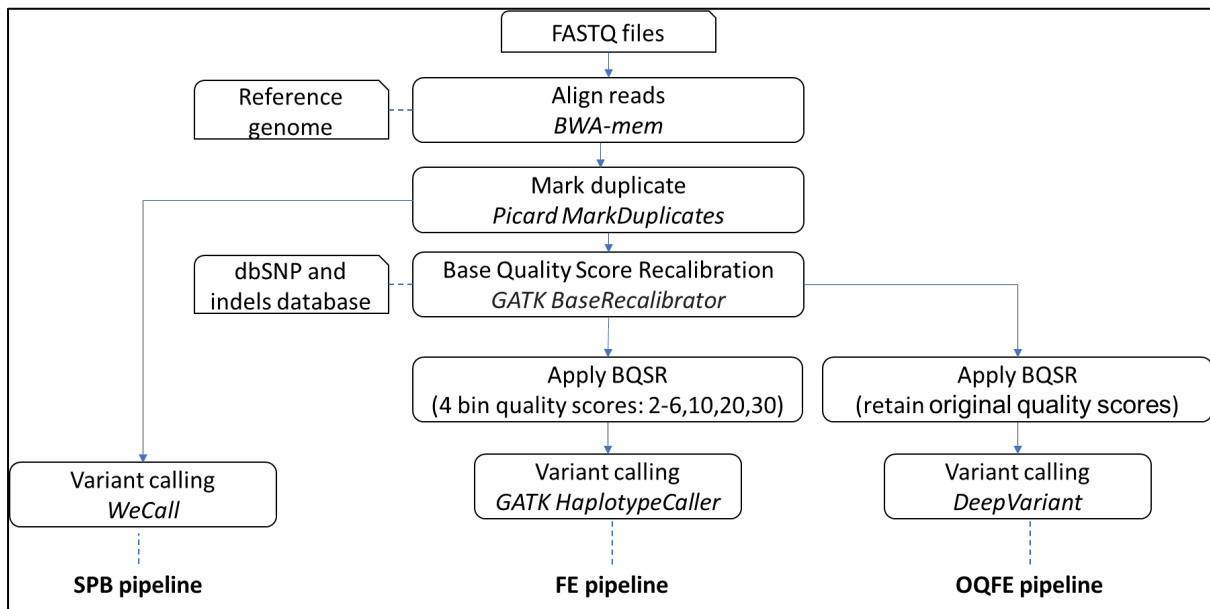 FASTQ files
Reference
genome
Align reads
BWA-mem
Mark duplicate
Picard MarkDuplicates
dbSNP and
indels database
Base Quality Score Recalibration
GATK BaseRecalibrator
Apply BQSR
(4 bin quality scores: 2-6,10,20,30)
Apply BQSR
(retain original quality scores)
Variant calling
WeCall
Variant calling
GATK HaplotypeCaller
Variant calling
DeepVariant
SPB pipeline
FE pipeline
OQFE pipeline